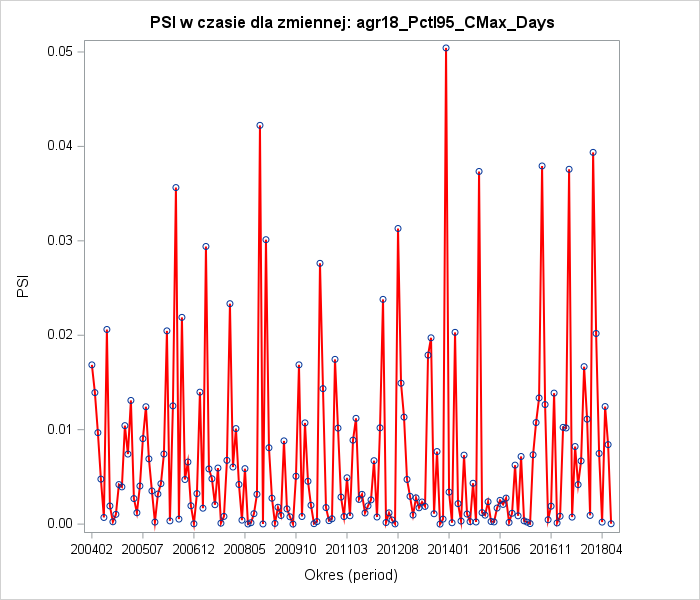 PSI w czasie dla zmiennej: agr18_Pctl95_CMax_Days
0.05
0.04
0.03
0.02
0.01
0.00
PSI
200402 200507 200612 200805 200910 201103 201208 201401 201506 201611 201804
Okres (period)